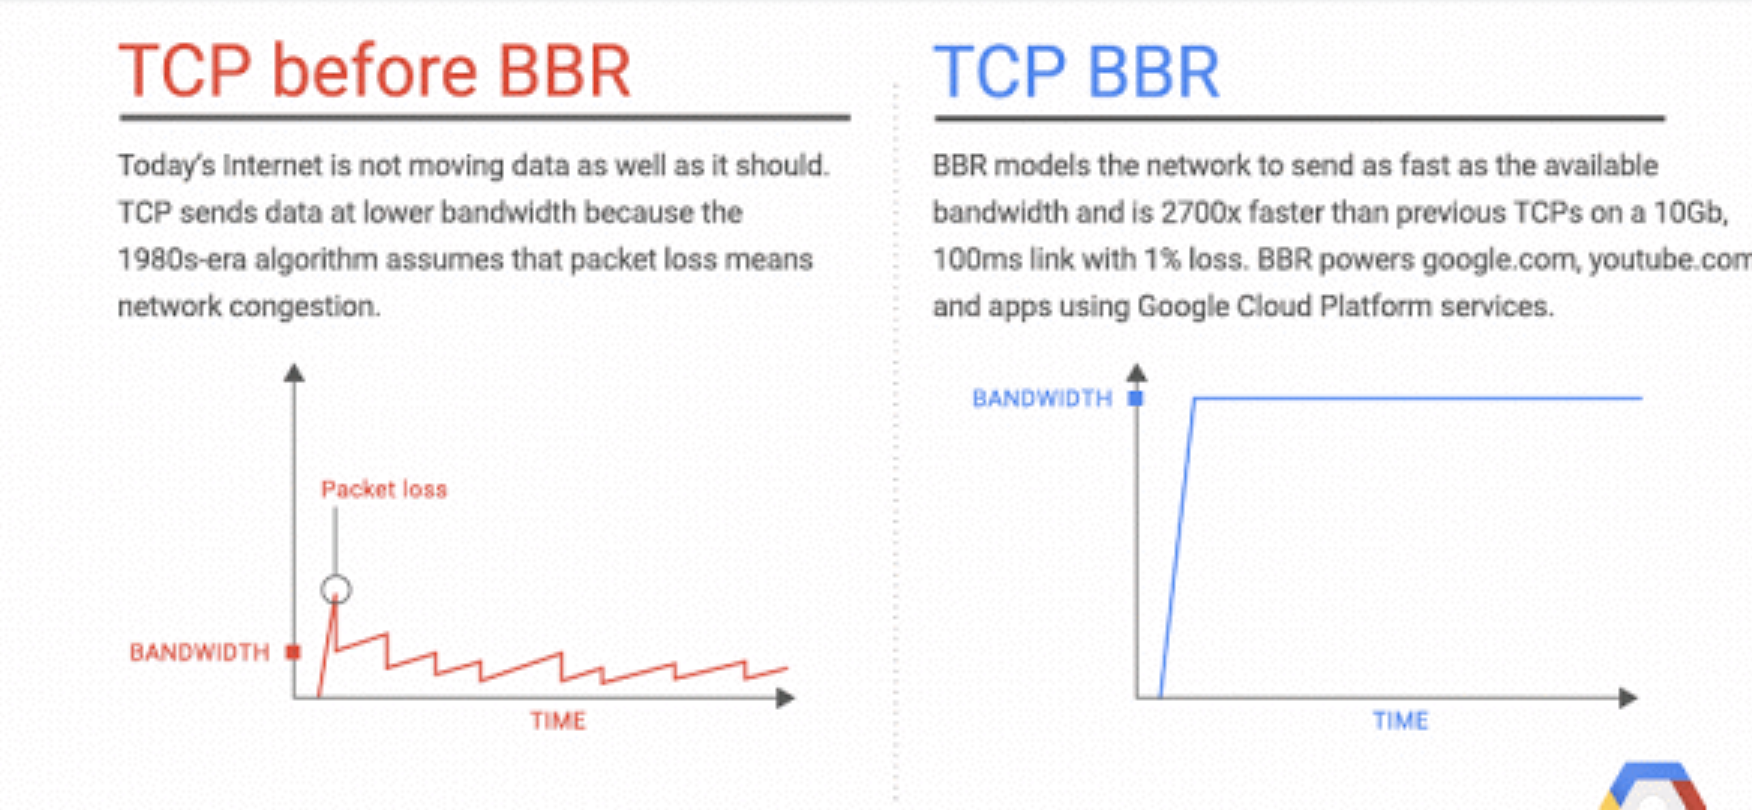 TCP before BBR
Today's Internet is not moving data as well as it should.
TCP sends data at lower bandwidth because the
1980s-era algorithm assumes that packet loss means
network congestion.
Packet loss
BANDWIDTH
TIME
TCP BBR
BBR models the network to send as fast as the available
bandwidth and is 2700x faster than previous TCPs on a 10Gb,
100ms link with 1% loss. BBR powers google.com, youtube.com
and apps using Google Cloud Platform services.
BANDWIDTH
TIME